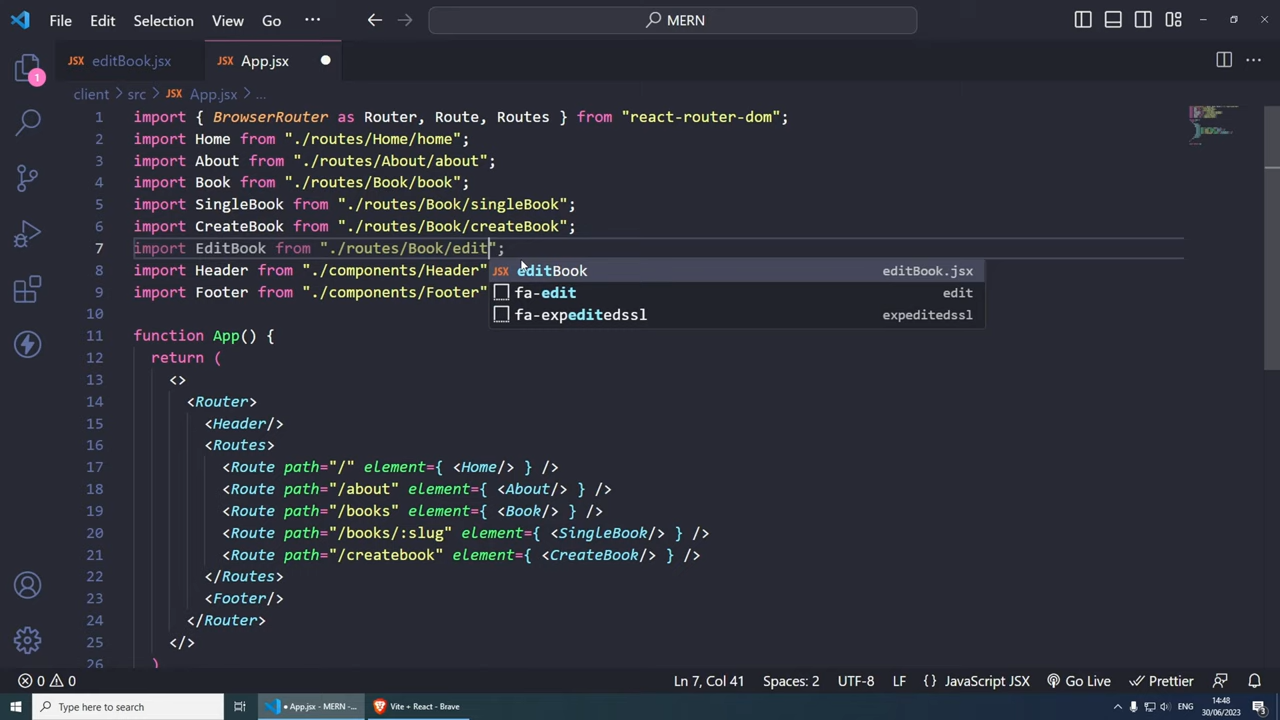 File Edit Selection View Go ··· MERN
JSX editBook.jsx JSX App.jsx
client > src > JSX App.jsx > ...
1 import { BrowserRouter as Router, Route, Routes } from "react-router-dom";
2 import Home from "./routes/Home/home";
3 import About from "./routes/About/about";
4 import Book from "./routes/Book/book";
5 import SingleBook from "./routes/Book/singleBook";
6 import CreateBook from "./routes/Book/createBook";
7 import EditBook from "./routes/Book/edit";
8 import Header from "./components/Header" JSX editBook editBook.jsx
fa-edit edit
9 import Footer from "./components/Footer" fa-expeditedssl expeditedssl
10
11 function App() {
12 return (
13 <>
14 <Router>
15 <Header/>
16 <Routes>
17 <Route path="/" element={ <Home/> } />
18 <Route path="/about" element={ <About/> } />
19 <Route path="/books" element={ <Book/> } />
20 <Route path="/books/:slug" element={ <SingleBook/> } />
21 <Route path="/createbook" element={ <CreateBook/> } />
22 </Routes>
23 <Footer/>
24 </Router>
25 </>
26 )
1
0 0 Ln 7, Col 41 Spaces: 2 UTF-8 LF {} JavaScript JSX Go Live Prettier
Type here to search App.jsx - MERN -... Vite + React - Brave ENG 14:48
30/06/2023 3